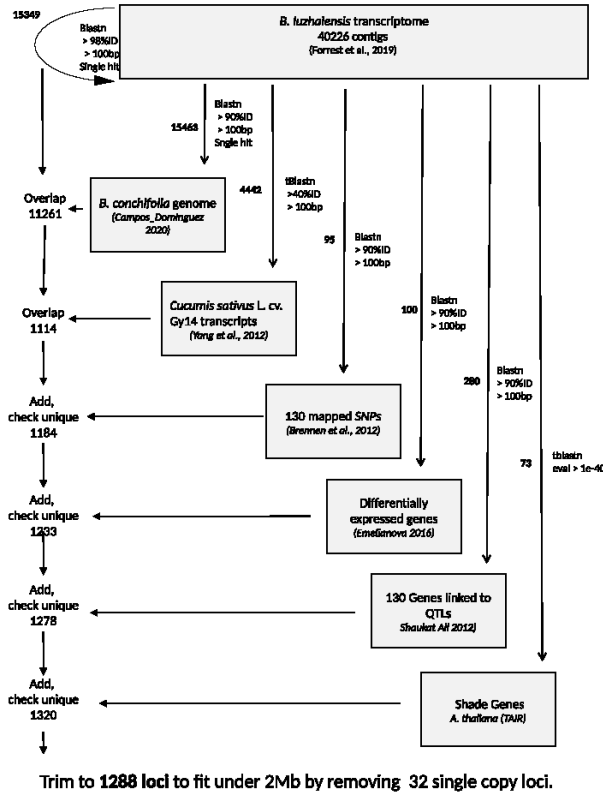 15349
B. luzhaiensis transcriptome
40226 contigs
(Forrest et al., 2019)
Blastn
> 98%ID
> 100bp
Single hit
15463
Blastn
> 90%ID
> 100bp
Sngle hit
4442
tBlastn
>40%ID
> 100bp
95
Blastn
> 90%ID
> 100bp
100
Blastn
> 90%ID
> 100bp
280
Blastn
> 90%ID
> 100bp
73
tblastn
eval > 1e-40
Overlap
11261
B. conchifolia genome
(Campos_Dominguez
2020)
Overlap
1114
Cucumis sativus L. cv.
Gy14 transcripts
(Yang et al., 2012)
Add,
check unique
1184
130 mapped SNPs
(Brennen et al., 2012)
Add,
check unique
1233
Differentially
expressed genes
(Emelianova 2016)
Add,
check unique
1278
130 Genes linked to
QTLs
Shaukat Ali 2012)
Add,
check unique
1320
Shade Genes
A. thaliana (TAIR)
Trim to 1288 loci to fit under 2Mb by removing 32 single copy loci.